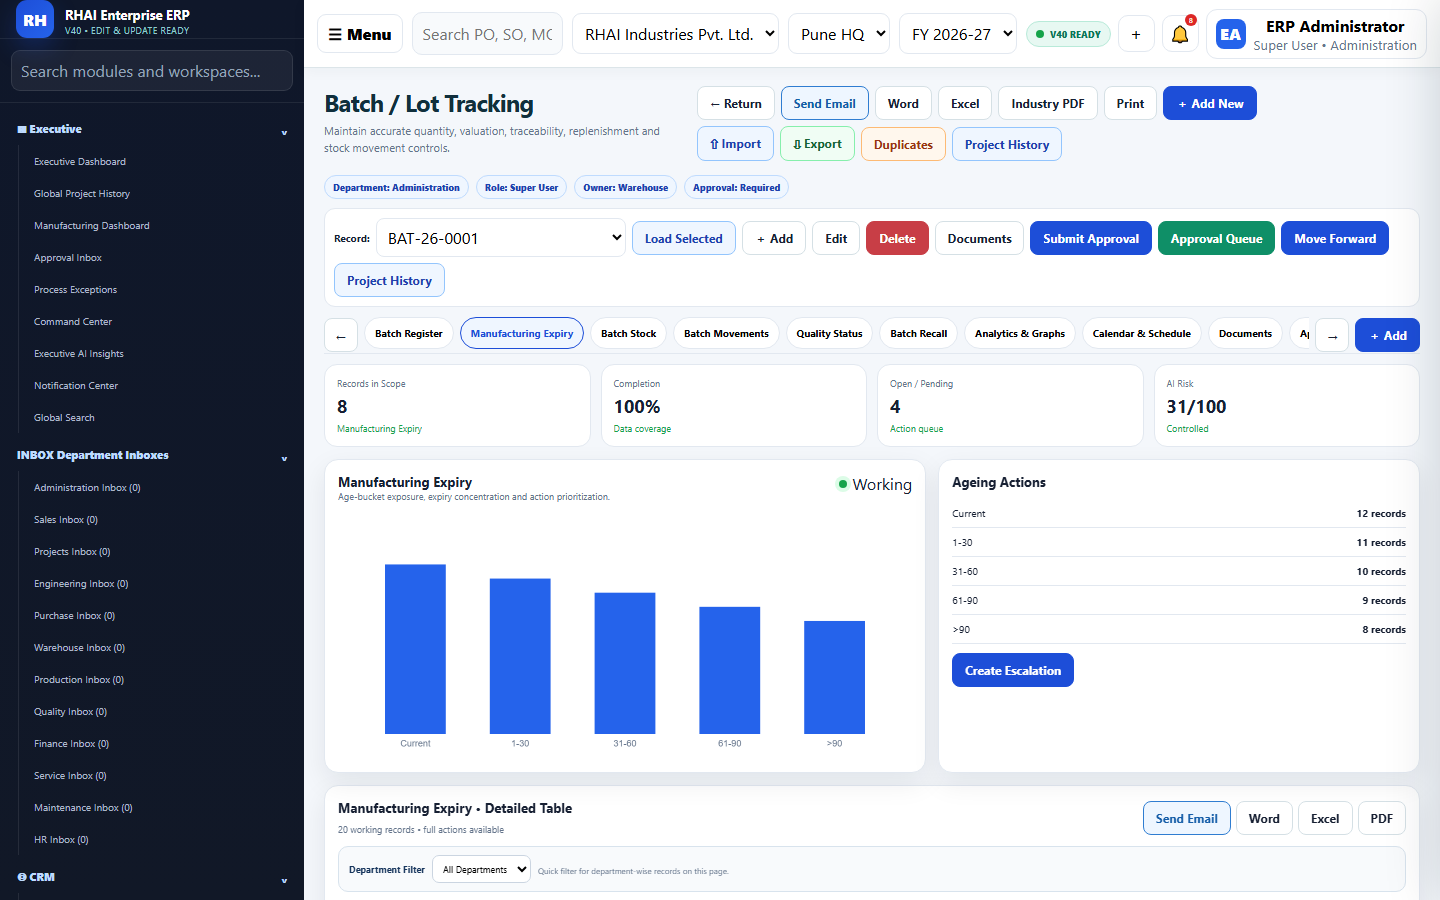 RH
RHAI Enterprise ERP
V40 • EDIT & UPDATE READY
Search modules and workspaces...
Executive
v
Executive Dashboard
Global Project History
Manufacturing Dashboard
Approval Inbox
Process Exceptions
Command Center
Executive AI Insights
Notification Center
Global Search
INBOX Department Inboxes
v
Administration Inbox (0)
Sales Inbox (0)
Projects Inbox (0)
Engineering Inbox (0)
Purchase Inbox (0)
Warehouse Inbox (0)
Production Inbox (0)
Quality Inbox (0)
Finance Inbox (0)
Service Inbox (0)
Maintenance Inbox (0)
HR Inbox (0)
CRM
v
☰ Menu
Search PO, SO, MC
RHAI Industries Pvt. Ltd.
Pune HQ
FY 2026-27
V40 READY
+
8
EA
ERP Administrator
Super User • Administration
Batch / Lot Tracking
Maintain accurate quantity, valuation, traceability, replenishment and
stock movement controls.
← Return
Send Email
Word
Excel
Industry PDF
Print
+ Add New
⇧ Import
⇩ Export
Duplicates
Project History
Department: Administration
Role: Super User
Owner: Warehouse
Approval: Required
Record:
BAT-26-0001
Load Selected
+ Add
Edit
Delete
Documents
Submit Approval
Approval Queue
Move Forward
Project History
←
Batch Register
Manufacturing Expiry
Batch Stock
Batch Movements
Quality Status
Batch Recall
Analytics & Graphs
Calendar & Schedule
Documents
→
+ Add
Records in Scope
8
Manufacturing Expiry
Completion
100%
Data coverage
Open / Pending
4
Action queue
AI Risk
31/100
Controlled
Manufacturing Expiry
Age-bucket exposure, expiry concentration and action prioritization.
Working
Current
1-30
31-60
61-90
>90
Ageing Actions
Current 12 records
1-30 11 records
31-60 10 records
61-90 9 records
>90 8 records
Create Escalation
Manufacturing Expiry • Detailed Table
20 working records • full actions available
Send Email
Word
Excel
PDF
Department Filter
All Departments
Quick filter for department-wise records on this page.